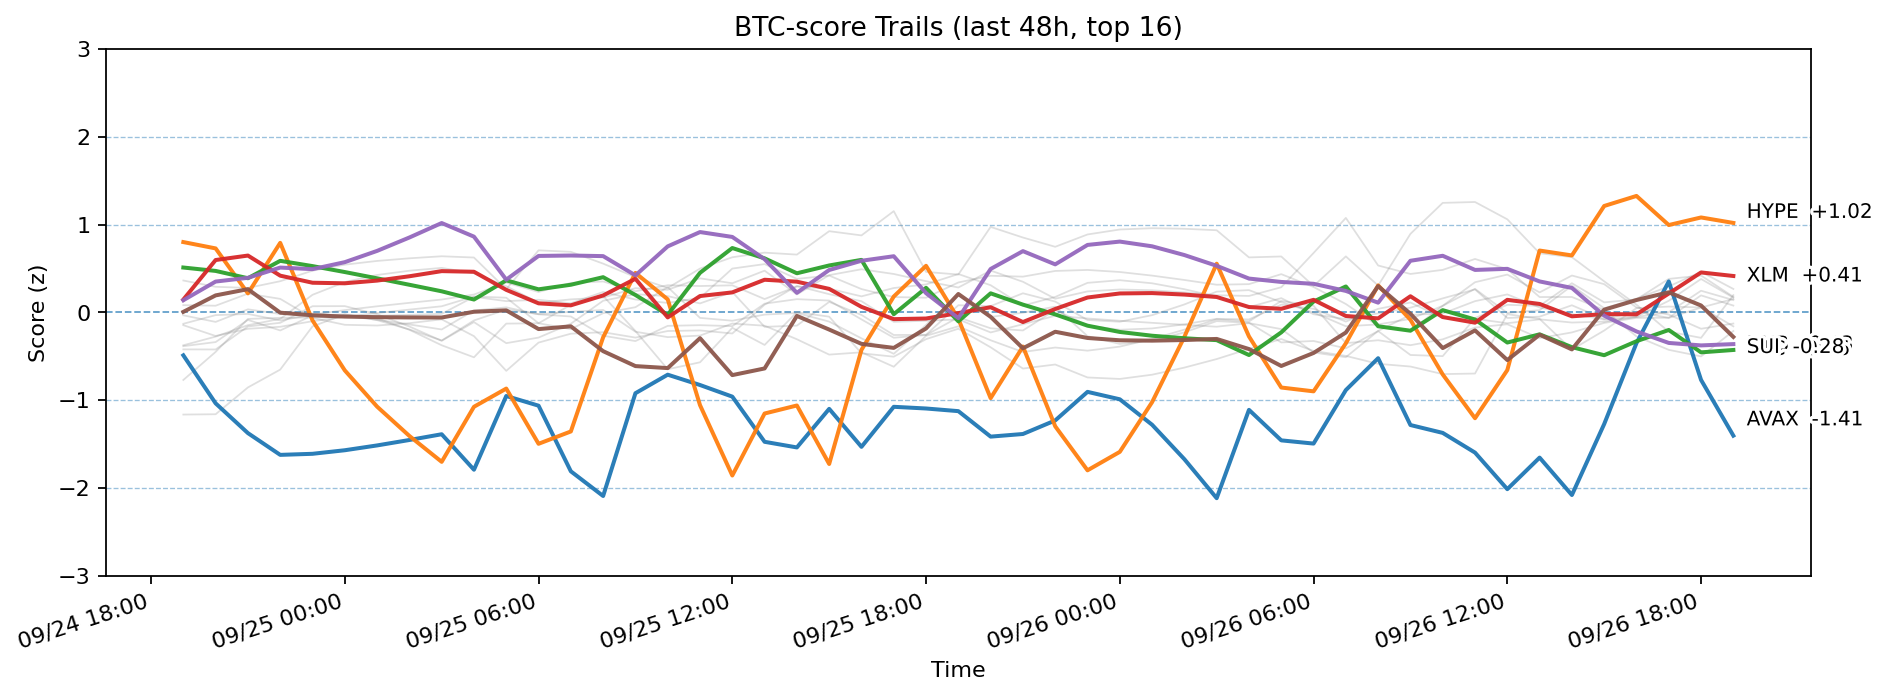 BTC-score Trails (last 48h, top 16)
Score (z)
3
2
1
0
−1
−2
−3
HYPE +1.02
XLM +0.41
SUI -0.28
AVAX -1.41
09/24 18:00
09/25 00:00
09/25 06:00
09/25 12:00
09/25 18:00
09/26 00:00
09/26 06:00
09/26 12:00
09/26 18:00
Time